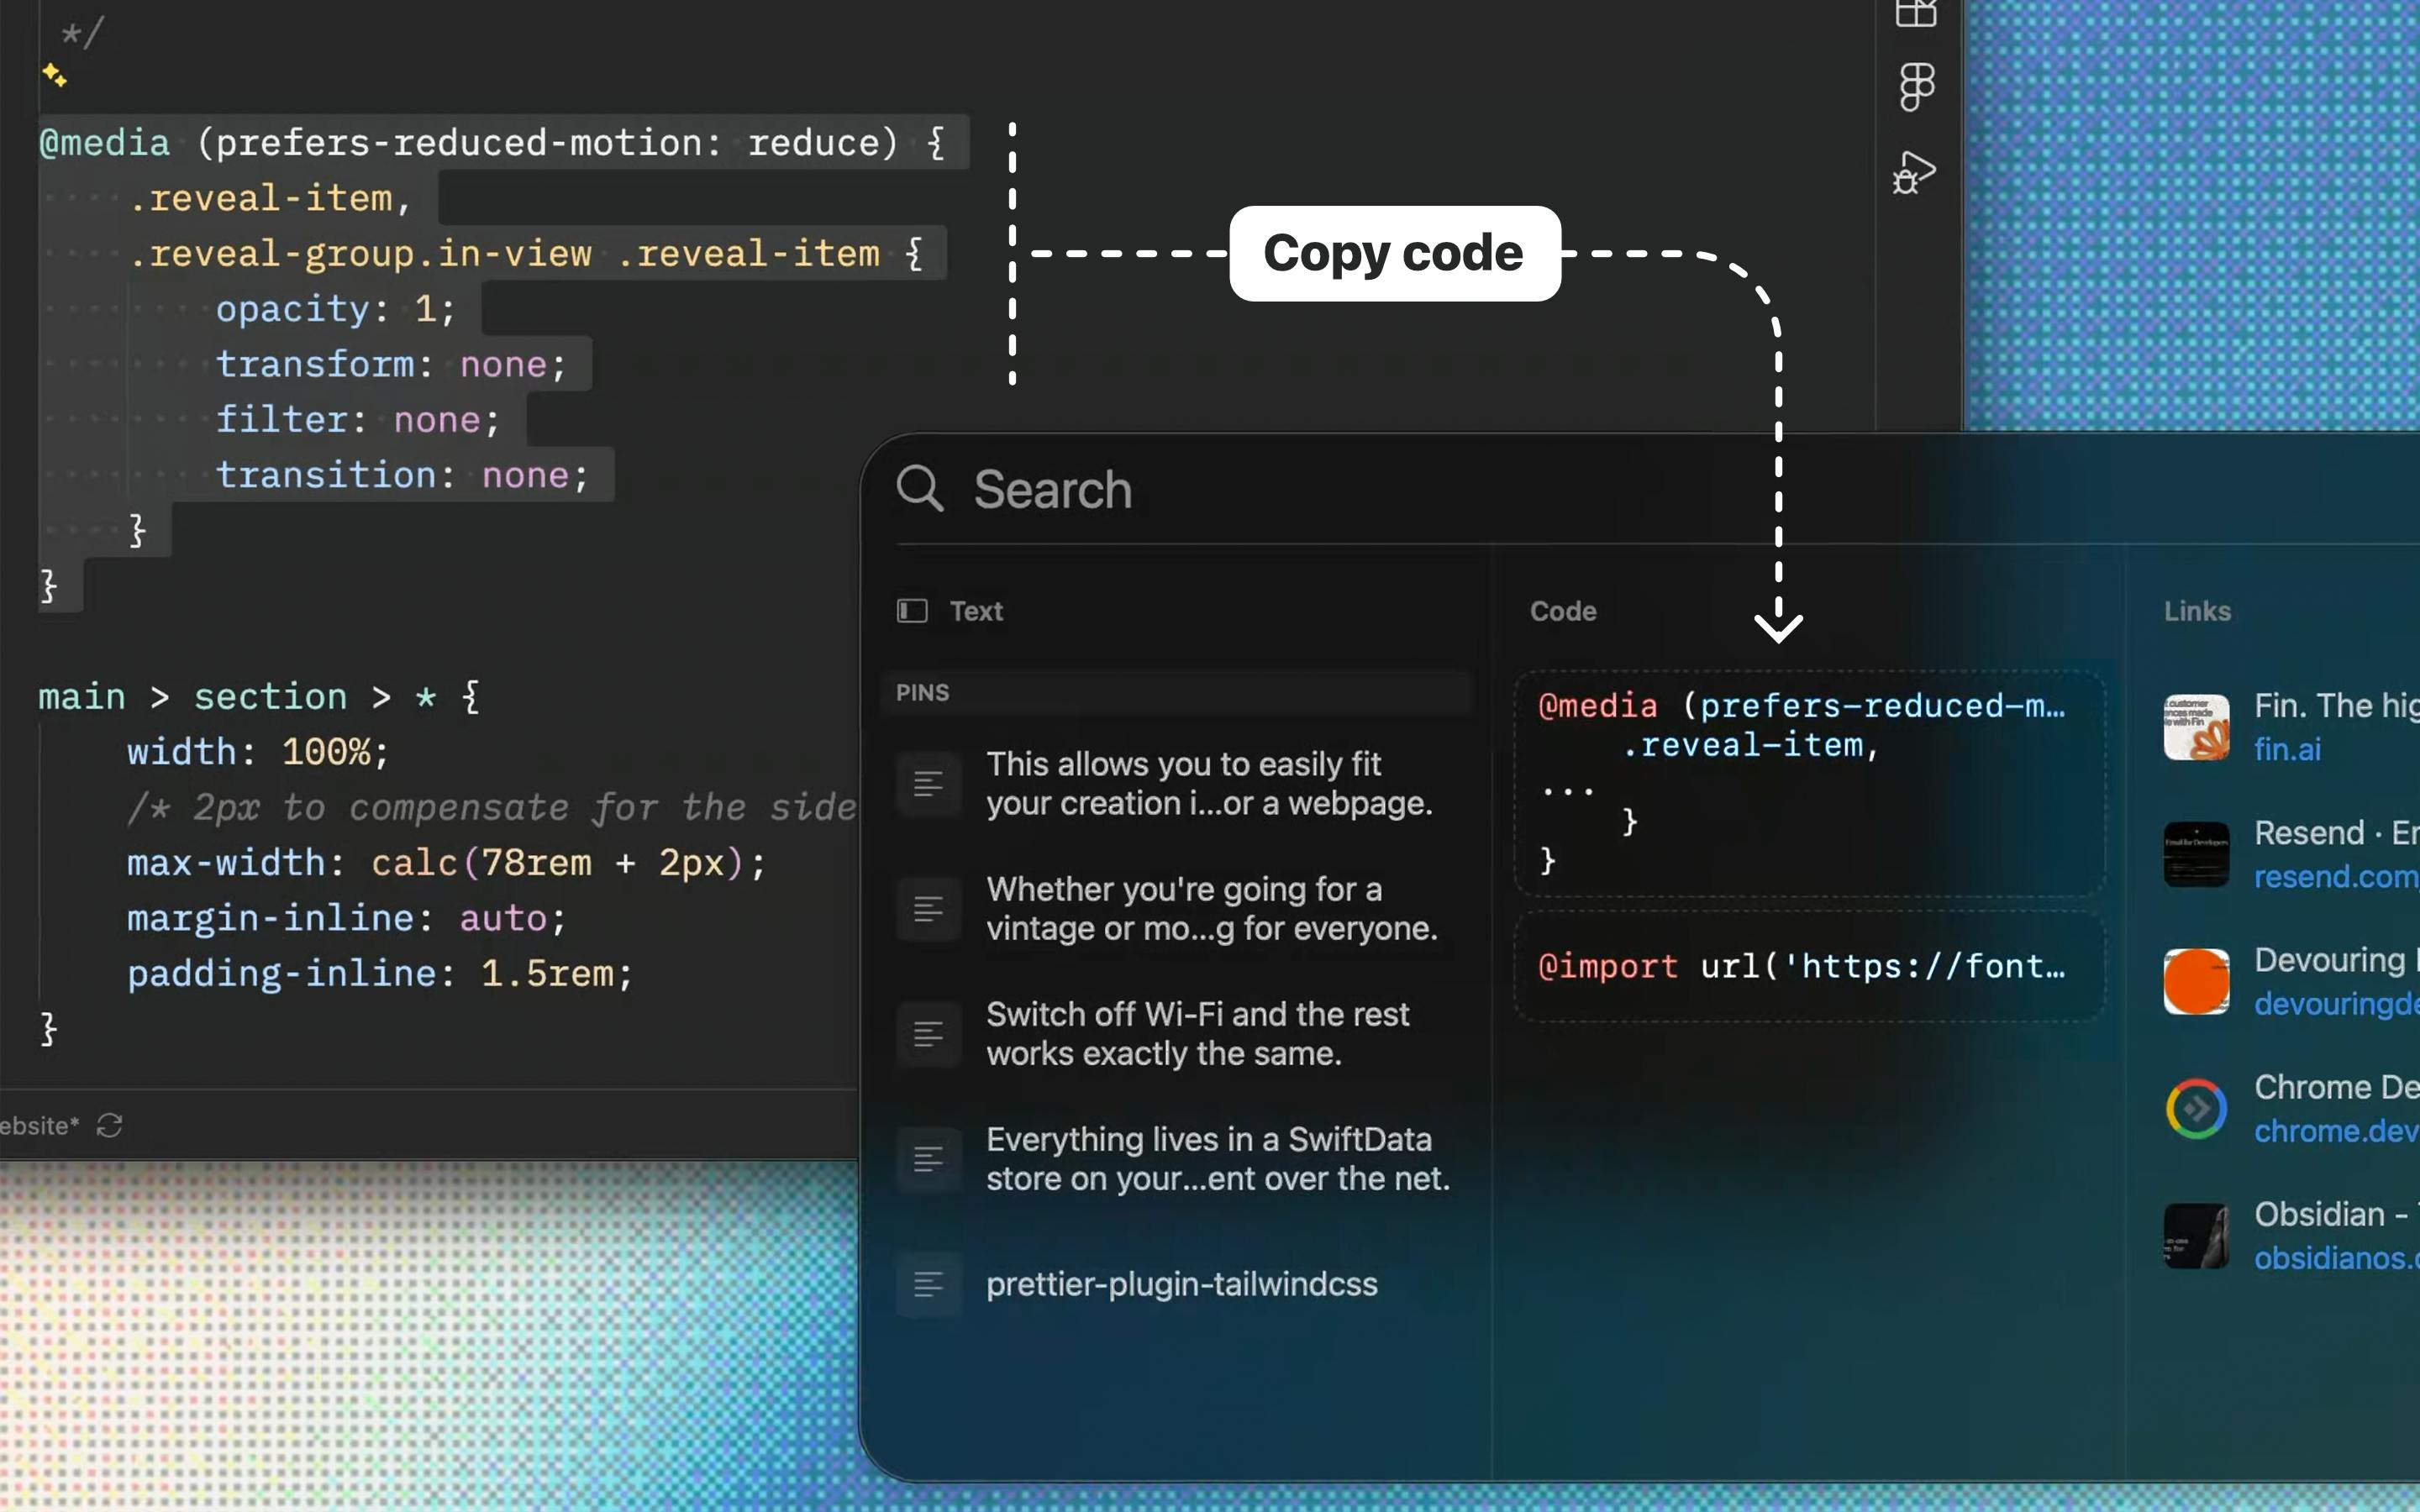 */
@media (prefers-reduced-motion: reduce) {
.reveal-item,
.reveal-group.in-view .reveal-item {
opacity: 1;
transform: none;
filter: none;
transition: none;
}
}
main > section > * {
width: 100%;
/* 2px to compensate for the side
max-width: calc(78rem + 2px);
margin-inline: auto;
padding-inline: 1.5rem;
}
ebsite*
Copy code
Search
Text
PINS
This allows you to easily fit
your creation i...or a webpage.
Whether you're going for a
vintage or mo...g for everyone.
Switch off Wi-Fi and the rest
works exactly the same.
Everything lives in a SwiftData
store on your...ent over the net.
prettier-plugin-tailwindcss
Code
@media (prefers-reduced-m…
.reveal-item,
...
}
}
@import url('https://font…
Links
Fin. The hig
fin.ai
Resend · En
resend.com
Devouring
devouringde
Chrome De
chrome.dev
Obsidian -
obsidianos.c